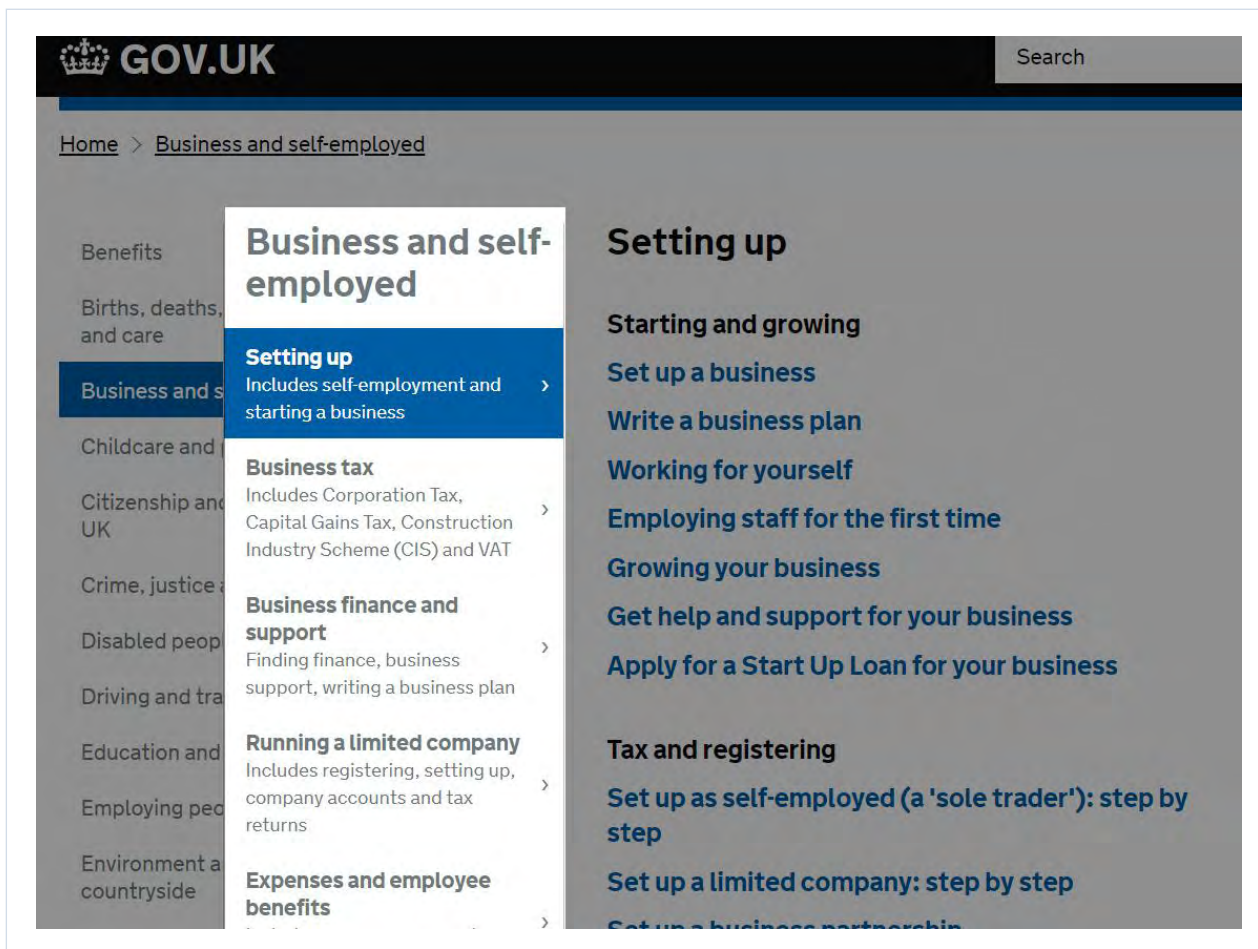 GOV.UK
Search
Home > Business and self-employed
Benefits
Births, deaths,
and care
Business and s
Childcare and
Citizenship and
UK
Crime, justice
Disabled peop
Driving and tra
Education and
Employing peo
Environment a
countryside
Business and self-
employed
Setting up
Includes self-employment and
starting a business
Business tax
Includes Corporation Tax,
Capital Gains Tax, Construction
Industry Scheme (CIS) and VAT
Business finance and
support
Finding finance, business
support, writing a business plan
Running a limited company
Includes registering, setting up,
company accounts and tax
returns
Expenses and employee
benefits
Setting up
Starting and growing
Set up a business
Write a business plan
Working for yourself
Employing staff for the first time
Growing your business
Get help and support for your business
Apply for a Start Up Loan for your business
Tax and registering
Set up as self-employed (a 'sole trader'): step by
step
Set up a limited company: step by step
Set up a business partnership